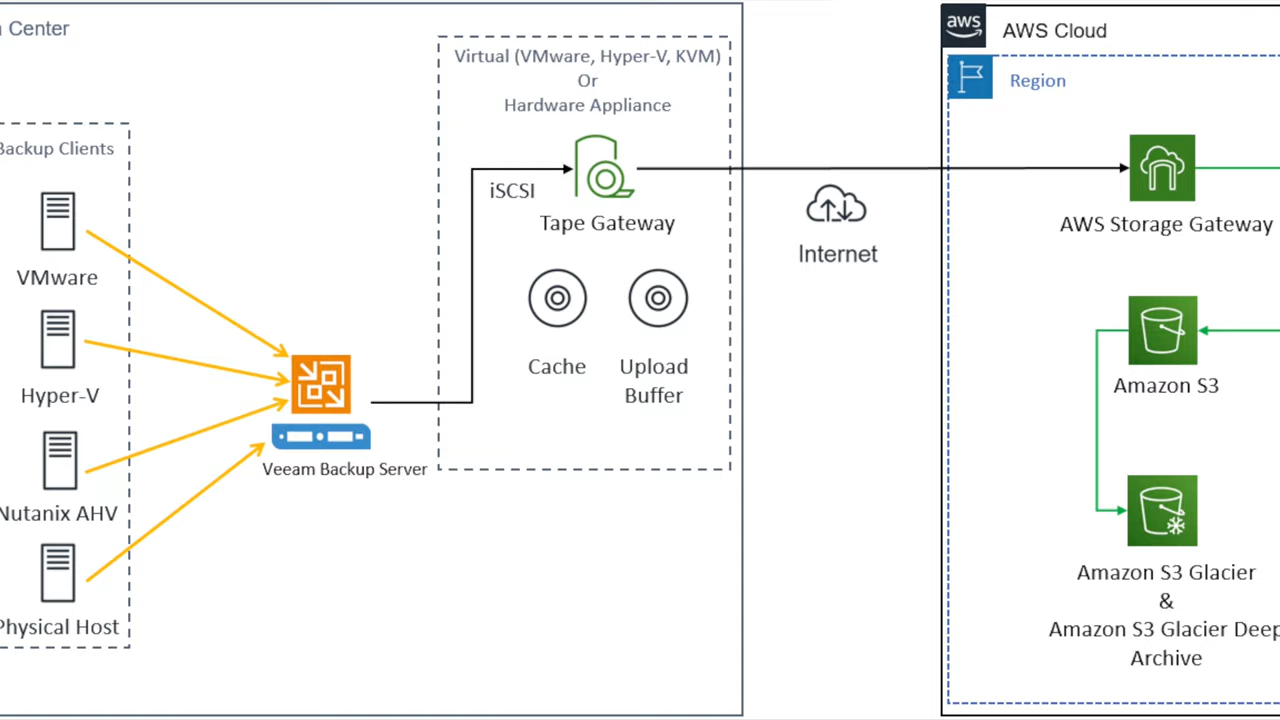 Center
Backup Clients
VMware
Hyper-V
Nutanix AHV
Physical Host
Veeam Backup Server
Virtual (VMware, Hyper-V, KVM)
Or
Hardware Appliance
iSCSI
Tape Gateway
Cache
Upload
Buffer
Internet
aws
AWS Cloud
Region
AWS Storage Gateway
Amazon S3
Amazon S3 Glacier
&
Amazon S3 Glacier Deep
Archive